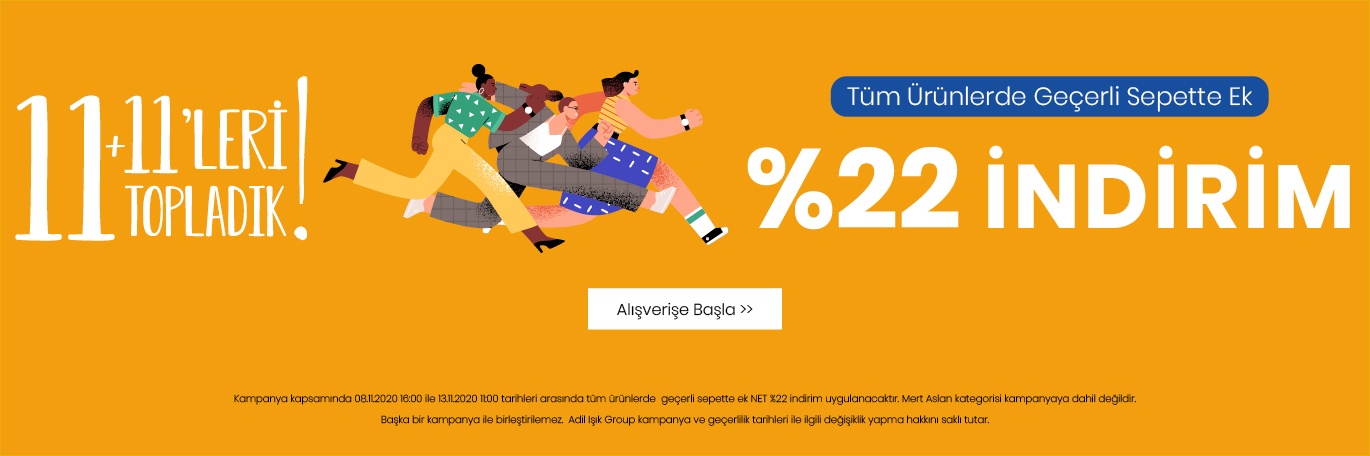 11+11'LERİ
TOPLADIK!
Tüm Ürünlerde Geçerli Sepette Ek
%22 İNDİRİM
Alışverişe Başla >>
Kampanya kapsamında 08.11.2020 16:00 ile 13.11.2020 11:00 tarihleri arasında tüm ürünlerde geçerli sepette ek NET %22 indirim uygulanacaktır. Mert Aslan kategorisi kampanyaya dahil değildir.
Başka bir kampanya ile birleştirilemez. Adil Işık Group kampanya ve geçerlilik tarihleri ile ilgili değişiklik yapma hakkını saklı tutar.